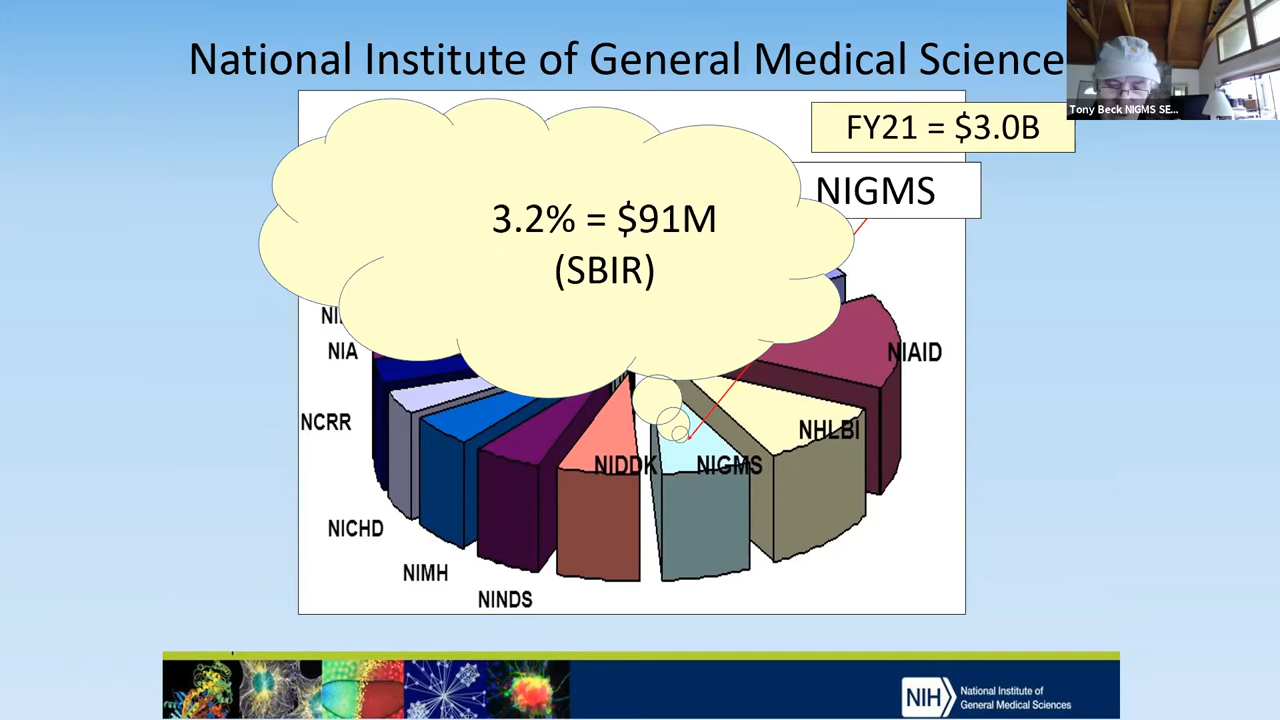 National Institute of General Medical Science
Tony Beck NIGMS SE...
FY21 = $3.0B
NIGMS
3.2% = $91M
(SBIR)
NIA
NIAID
NCRR
NHLBI
NIDDK
NIGMS
NICHD
NIMH
NINDS
NIH
National Institute of
General Medical Sciences